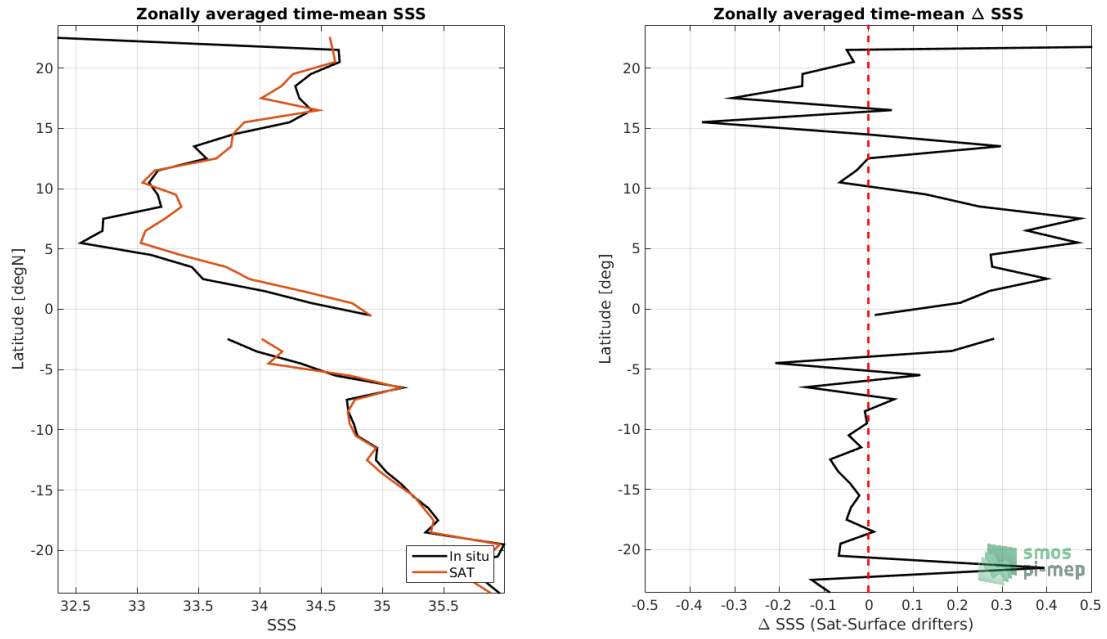 Zonally averaged time-mean SSS
20
15
10
5
0
-5
-10
-15
-20
Latitude [degN]
32.5 33 33.5 34 34.5 35 35.5
SSS
In situ
SAT
Zonally averaged time-mean Δ SSS
20
15
10
5
0
-5
-10
-15
-20
Latitude [deg]
-0.5 -0.4 -0.3 -0.2 -0.1 0 0.1 0.2 0.3 0.4 0.5
Δ SSS (Sat-Surface drifters)
smos
pi-mep